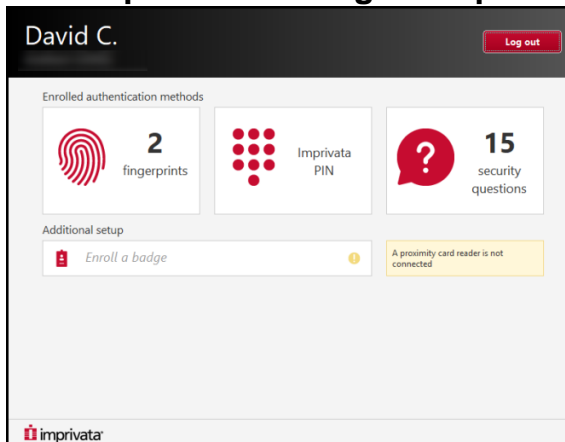 David C.
Log out
Enrolled authentication methods
2
fingerprints
Imprivata
PIN
?
15
security
questions
Additional setup
Enroll a badge
!
A proximity card reader is not
connected
imprivata